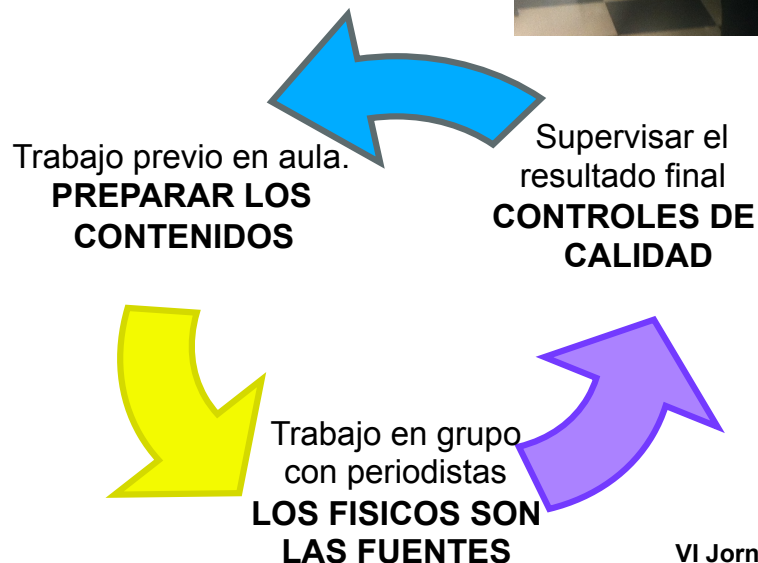 Trabajo previo en aula.
PREPARAR LOS
CONTENIDOS
Supervisar el
resultado final
CONTROLES DE
CALIDAD
Trabajo en grupo
con periodistas
LOS FISICOS SON
LAS FUENTES
VI Jorn